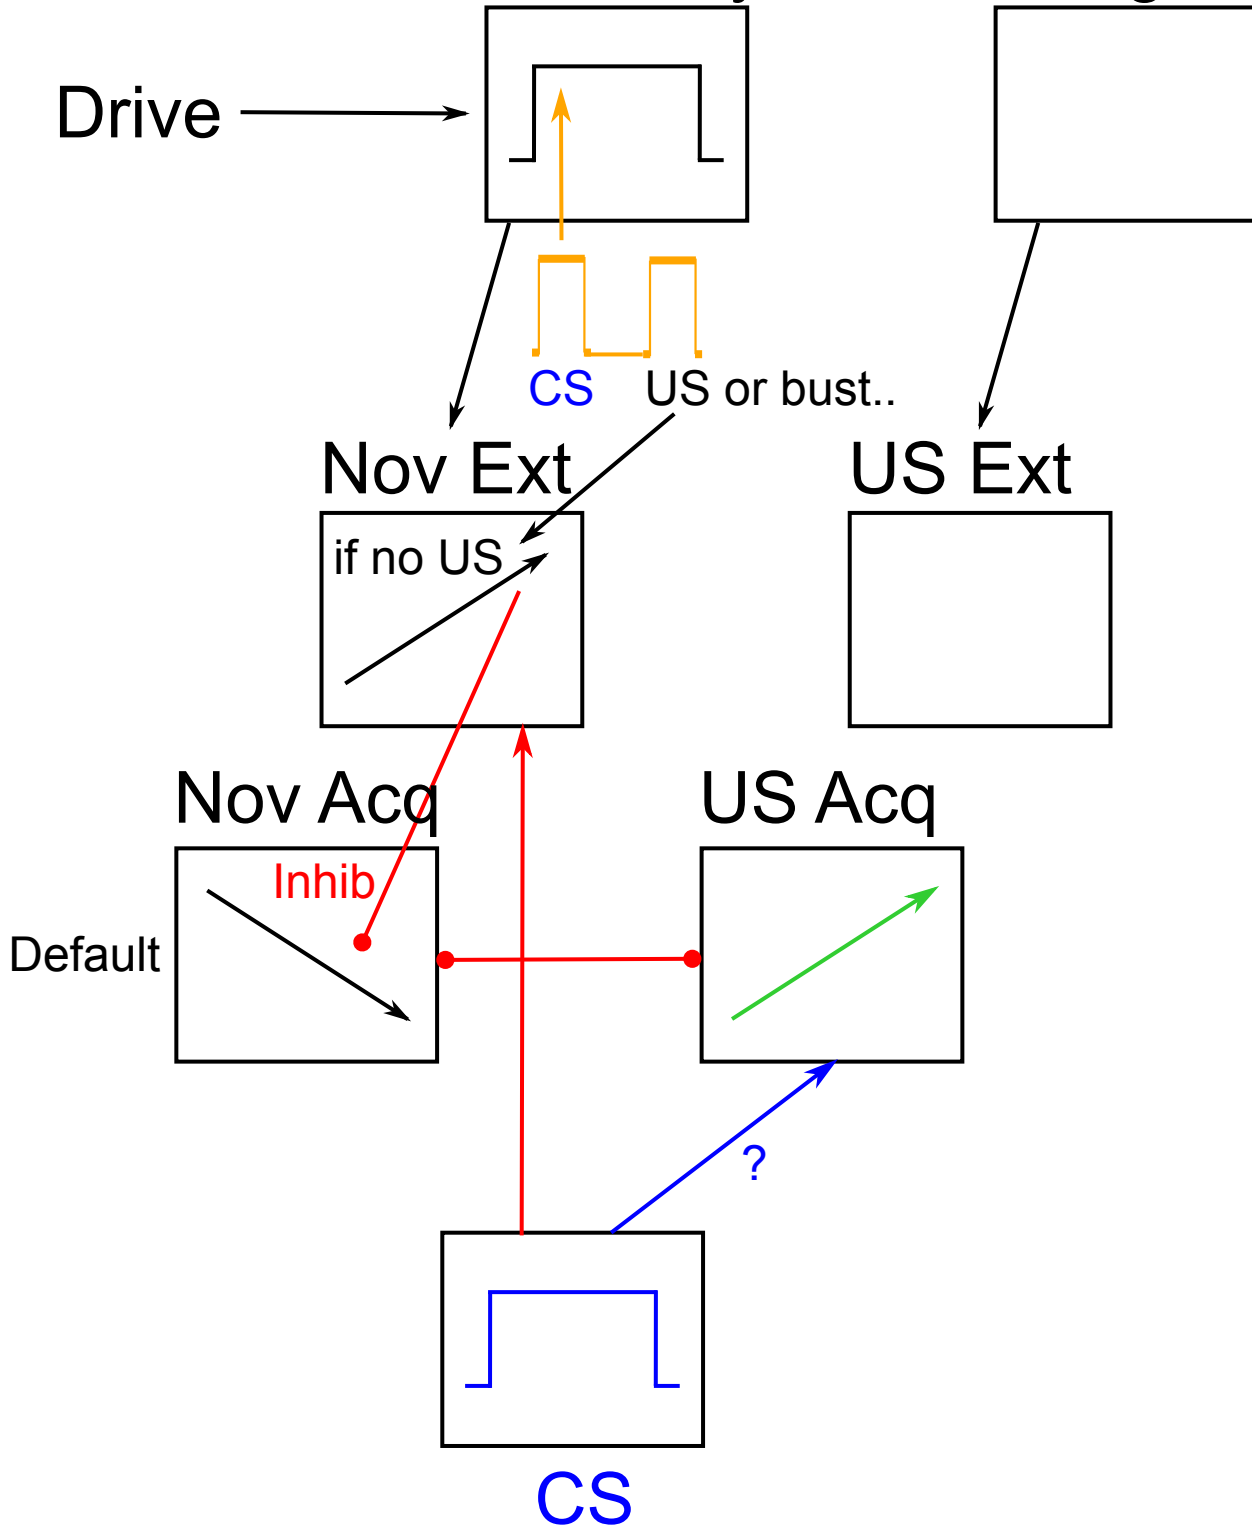 Drive
CS
US or bust..
Nov Ext
US Ext
if no US
Nov Acq
US Acq
Inhib
Default
?
CS